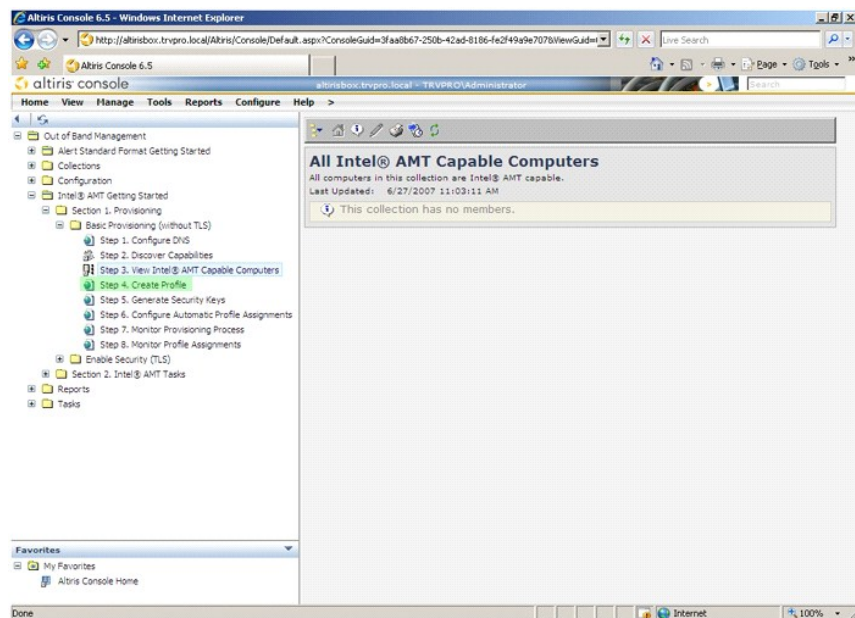 Altiris Console 6.5 - Windows Internet Explorer
http://altirisbox.trvpro.local/Altiris/Console/Default.aspx?ConsoleGuid=3faa8b67-250b-42ad-8186-fe2f49a9e707&ViewGuid=
Live Search
Altiris Console 6.5
Page
Tools
altiris console
altirisbox.trvpro.local - TRVPRO\Administrator
Search
Home View Manage Tools Reports Configure Help >
Out of Band Management
Alert Standard Format Getting Started
Collections
Configuration
Intel® AMT Getting Started
Section 1. Provisioning
Basic Provisioning (without TLS)
Step 1. Configure DNS
Step 2. Discover Capabilities
Step 3. View Intel® AMT Capable Computers
Step 4. Create Profile
Step 5. Generate Security Keys
Step 6. Configure Automatic Profile Assignments
Step 7. Monitor Provisioning Process
Step 8. Monitor Profile Assignments
Enable Security (TLS)
Section 2. Intel® AMT Tasks
Reports
Tasks
All Intel® AMT Capable Computers
All computers in this collection are Intel® AMT capable.
Last Updated: 6/27/2007 11:03:11 AM
This collection has no members.
Favorites
My Favorites
Altiris Console Home
Done
Internet
100%